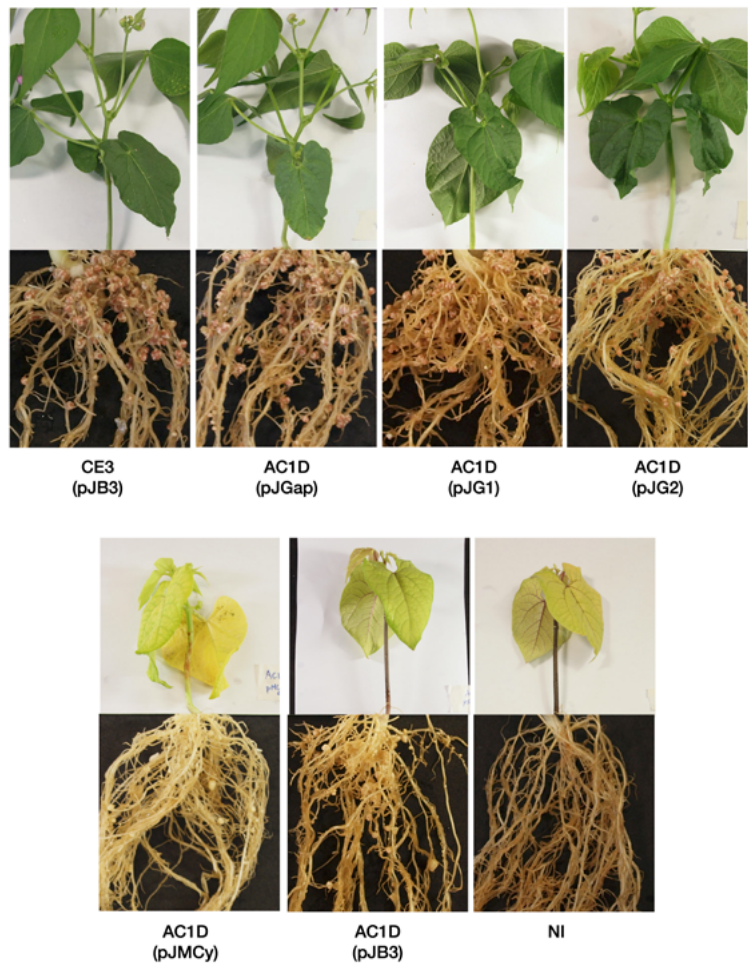 CE3
(pJB3)
AC1D
(pJGap)
AC1D
(pJG1)
AC1D
(pJG2)
AC1D
(pJMCy)
AC1D
(pJB3)
NI